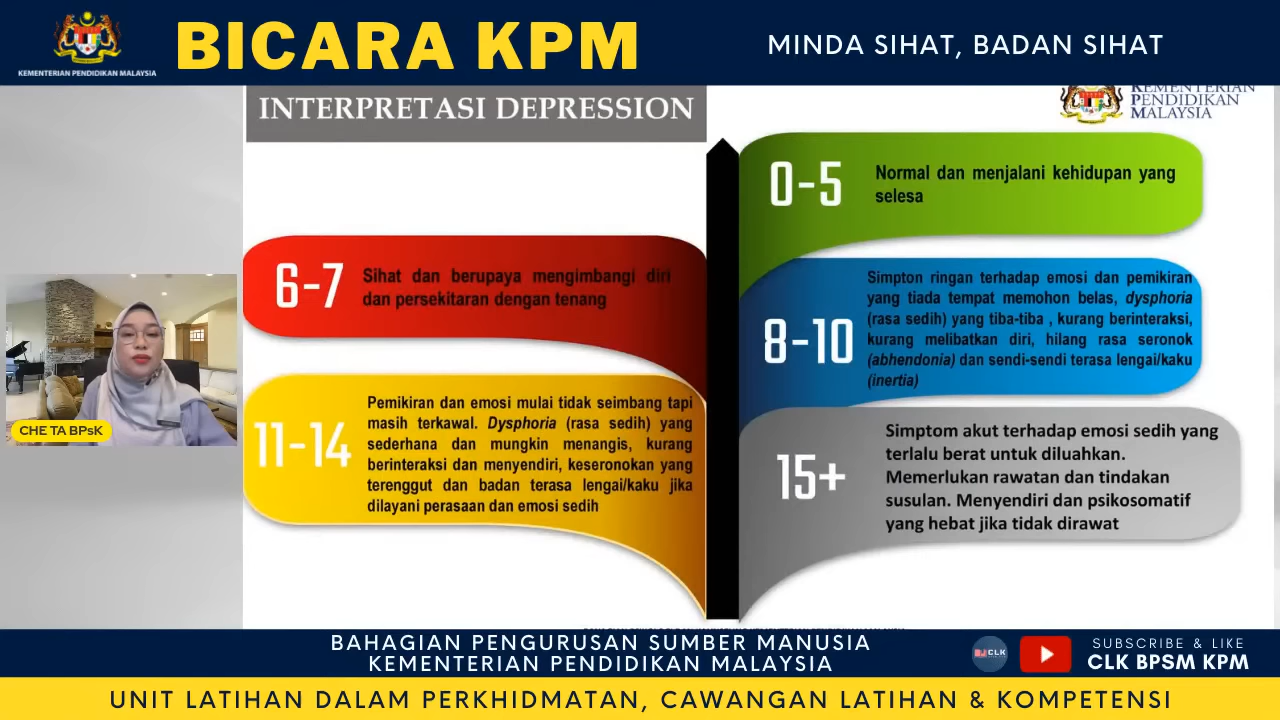 BICARA KPM
MINDA SIHAT, BADAN SIHAT
KEMENTERIAN PENDIDIKAN MALAYSIA
INTERPRETASI DEPRESSION
KEMENTERIAN
PENDIDIKAN
MALAYSIA
0-5
Normal dan menjalani kehidupan yang
selesa
6-7
Sihat dan berupaya mengimbangi diri
dan persekitaran dengan tenang
8-10
Simpton ringan terhadap emosi dan pemikiran
yang tiada tempat memohon belas, dysphoria
(rasa sedih) yang tiba-tiba , kurang berinteraksi,
kurang melibatkan diri, hilang rasa seronok
(abhendonia) dan sendi-sendi terasa lengai/kaku
(inertia)
11-14
Pemikiran dan emosi mulai tidak seimbang tapi
masih terkawal. Dysphoria (rasa sedih) yang
sederhana dan mungkin menangis, kurang
berinteraksi dan menyendiri, keseronokan yang
terenggut dan badan terasa lengai/kaku jika
dilayani perasaan dan emosi sedih
15+
Simptom akut terhadap emosi sedih yang
terlalu berat untuk diluahkan.
Memerlukan rawatan dan tindakan
susulan. Menyendiri dan psikosomatif
yang hebat jika tidak dirawat
CHE TA BPsK
BAHAGIAN PENGURUSAN SUMBER MANUSIA
KEMENTERIAN PENDIDIKAN MALAYSIA
CLK
SUBSCRIBE & LIKE
CLK BPSM KPM
UNIT LATIHAN DALAM PERKHIDMATAN, CAWANGAN LATIHAN & KOMPETENSI